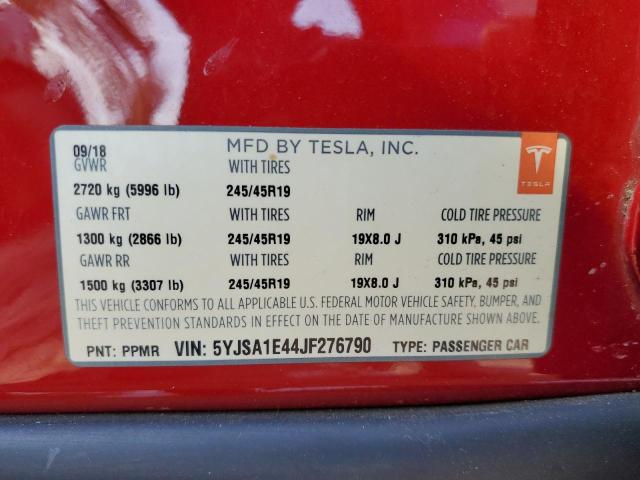 09/18 MFD BY TESLA, INC.
GVWR WITH TIRES
TESLA
2720 kg (5996 lb) 245/45R19
GAWR FRT WITH TIRES RIM COLD TIRE PRESSURE
1300 kg (2866 lb) 245/45R19 19X8.0 J 310 kPa, 45 psi
GAWR RR WITH TIRES RIM COLD TIRE PRESSURE
1500 kg (3307 lb) 245/45R19 19X8.0 J 310 kPa, 45 psi
THIS VEHICLE CONFORMS TO ALL APPLICABLE U.S. FEDERAL MOTOR VEHICLE SAFETY, BUMPER, AND
THEFT PREVENTION STANDARDS IN EFFECT ON THE DATE OF MANUFACTURE SHOWN ABOVE.
PNT: PPMR VIN: 5YJSA1E44JF276790 TYPE: PASSENGER CAR